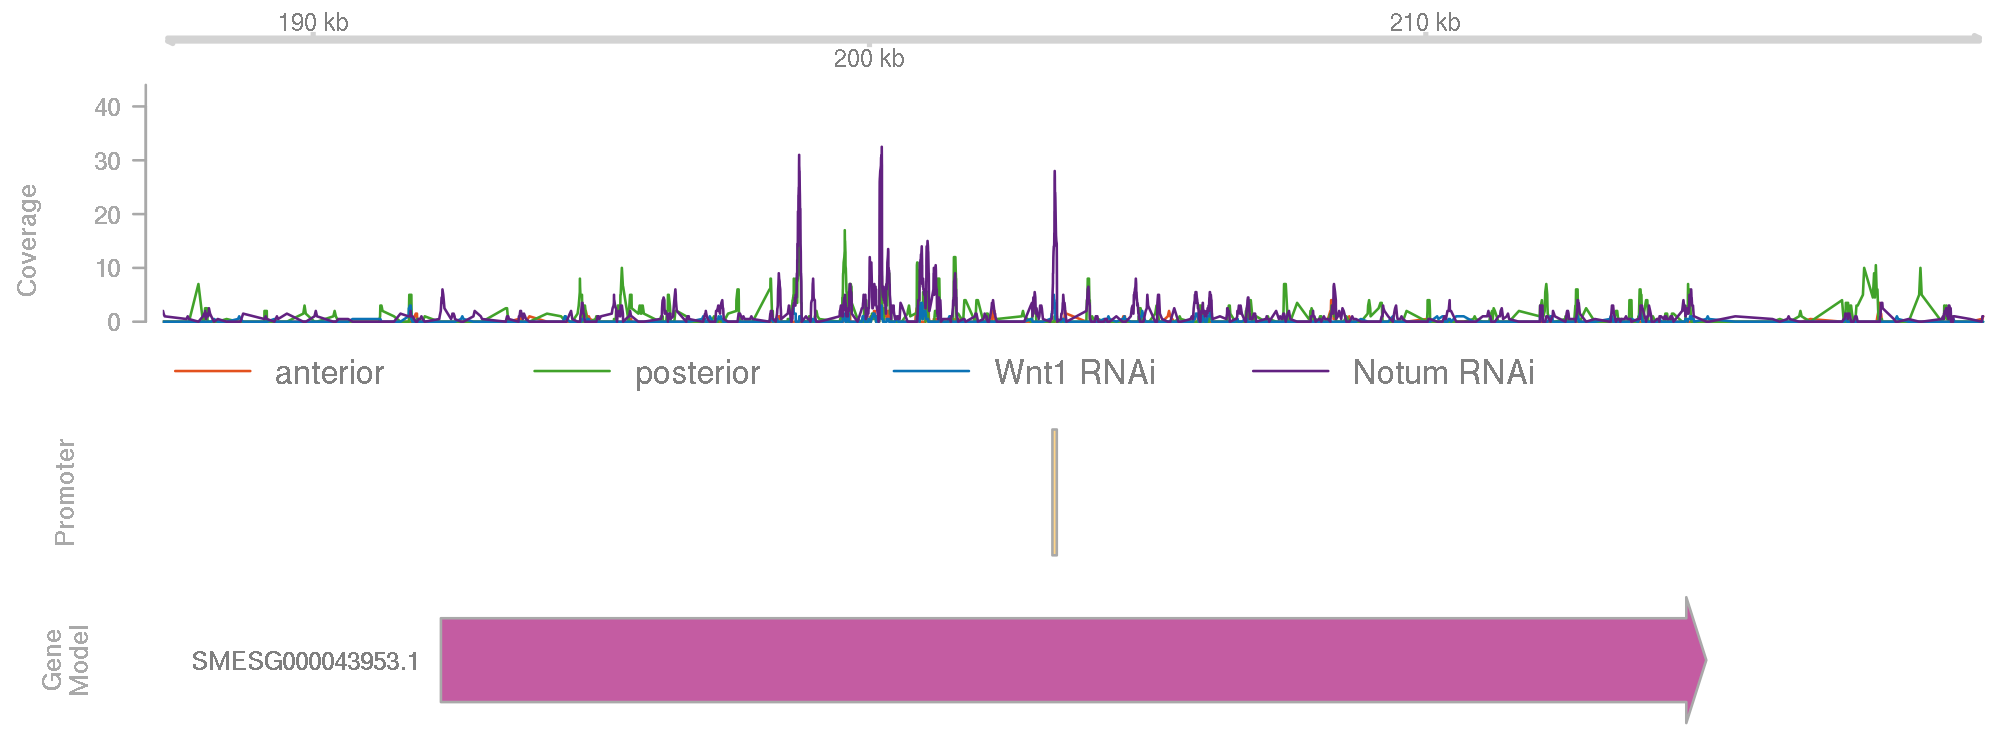 190 kb
210 kb
200 kb
Coverage
40
30
20
10
0
anterior posterior Wnt1 RNAi Notum RNAi
Promoter
Gene
Model
SMESG000043953.1